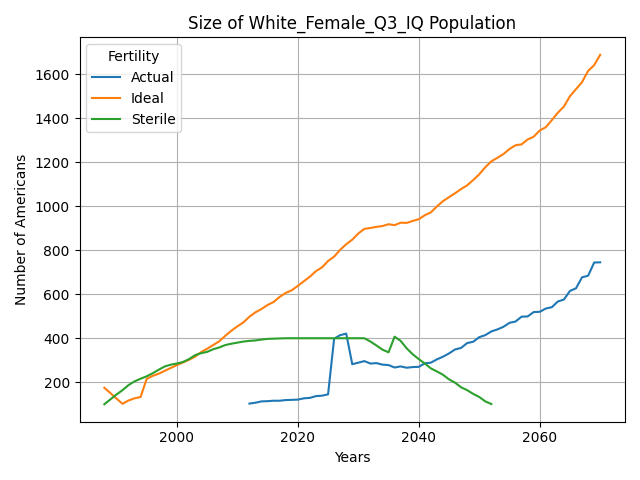 Size of White_Female_Q3_IQ Population
Fertility
Actual
Ideal
Sterile
Number of Americans
1600
1400
1200
1000
800
600
400
200
2000
2020
2040
2060
Years